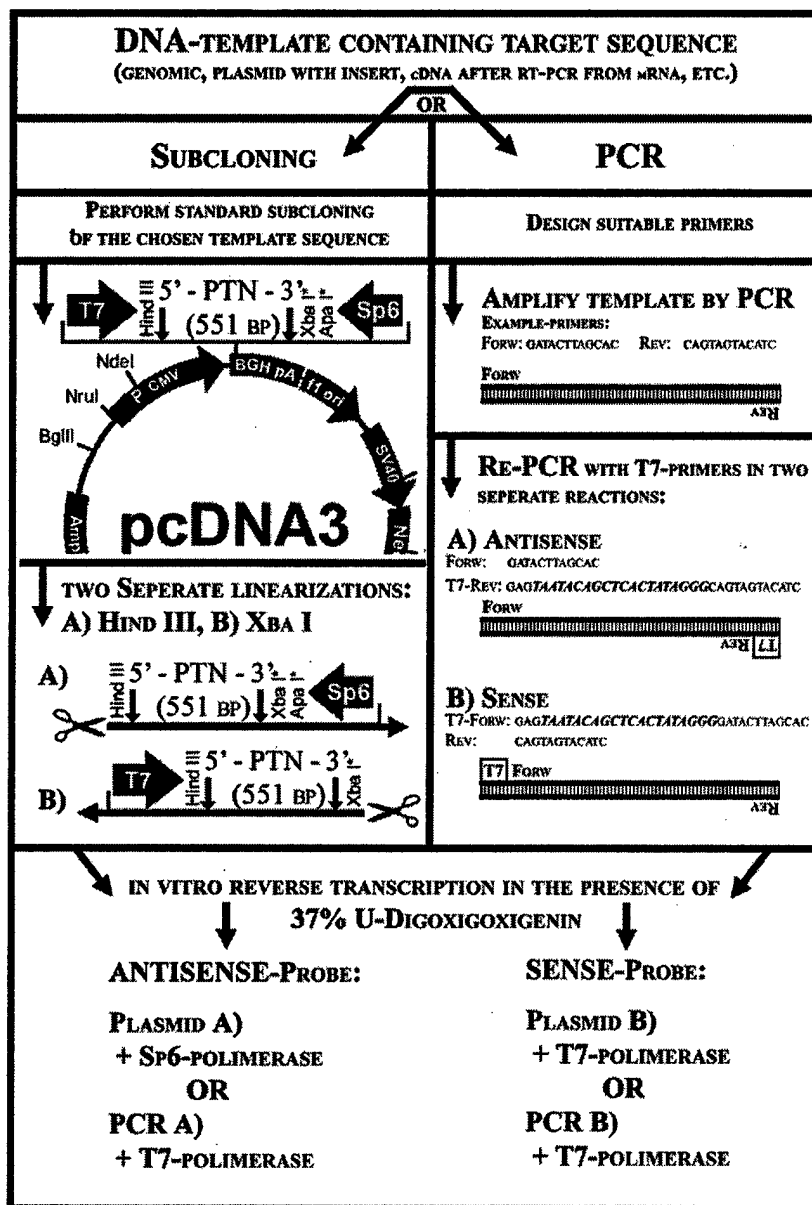 DNA-TEMPLATE CONTAINING TARGET SEQUENCE
(GENOMIC, PLASMID WITH INSERT, cDNA AFTER RT-PCR FROM MRNA, ETC.)
OR
SUBCLONING
PERFORM STANDARD SUBCLONING
OF THE CHOSEN TEMPLATE SEQUENCE
T7
Hind III
5' - PTN - 3'
(551 BP)
Xba I
Apa I
Sp6
BglII
NruI
NdeI
P CMV
BGH pA
f1 ori
SV40
Amp
pcDNA3
TWO SEPERATE LINEARIZATIONS:
A) HIND III, B) XBA I
A)
Hind III
5' - PTN - 3'
(551 BP)
Xba I
Apa I
Sp6
B)
T7
Hind III
5' - PTN - 3'
(551 BP)
Xba I
PCR
DESIGN SUITABLE PRIMERS
AMPLIFY TEMPLATE BY PCR
EXAMPLE-PRIMERS:
FORW: GATACTTAGCAC REV: CAGTAGTACATC
FORW
REV
RE-PCR WITH T7-PRIMERS IN TWO
SEPERATE REACTIONS:
A) ANTISENSE
FORW: GATACTTAGCAC
T7-REV: GAGTAATACAGCTCACTATAGGGCAGTAGTACATC
FORW
REV T7
B) SENSE
T7-FORW: GAGTAATACAGCTCACTATAGGGGATACTTAGCAC
REV: CAGTAGTACATC
T7 FORW
REV
IN VITRO REVERSE TRANSCRIPTION IN THE PRESENCE OF
37% U-DIGOXIGOXIGENIN
ANTISENSE-PROBE:
PLASMID A)
+ SP6-POLIMERASE
OR
PCR A)
+ T7-POLIMERASE
SENSE-PROBE:
PLASMID B)
+ T7-POLIMERASE
OR
PCR B)
+ T7-POLIMERASE